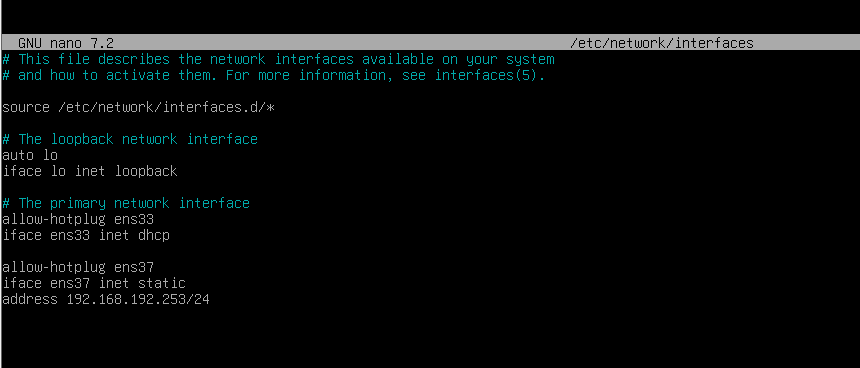 GNU nano 7.2 /etc/network/interfaces
# This file describes the network interfaces available on your system
# and how to activate them. For more information, see interfaces(5).
source /etc/network/interfaces.d/*
# The loopback network interface
auto lo
iface lo inet loopback
# The primary network interface
allow-hotplug ens33
iface ens33 inet dhcp
allow-hotplug ens37
iface ens37 inet static
address 192.168.192.253/24